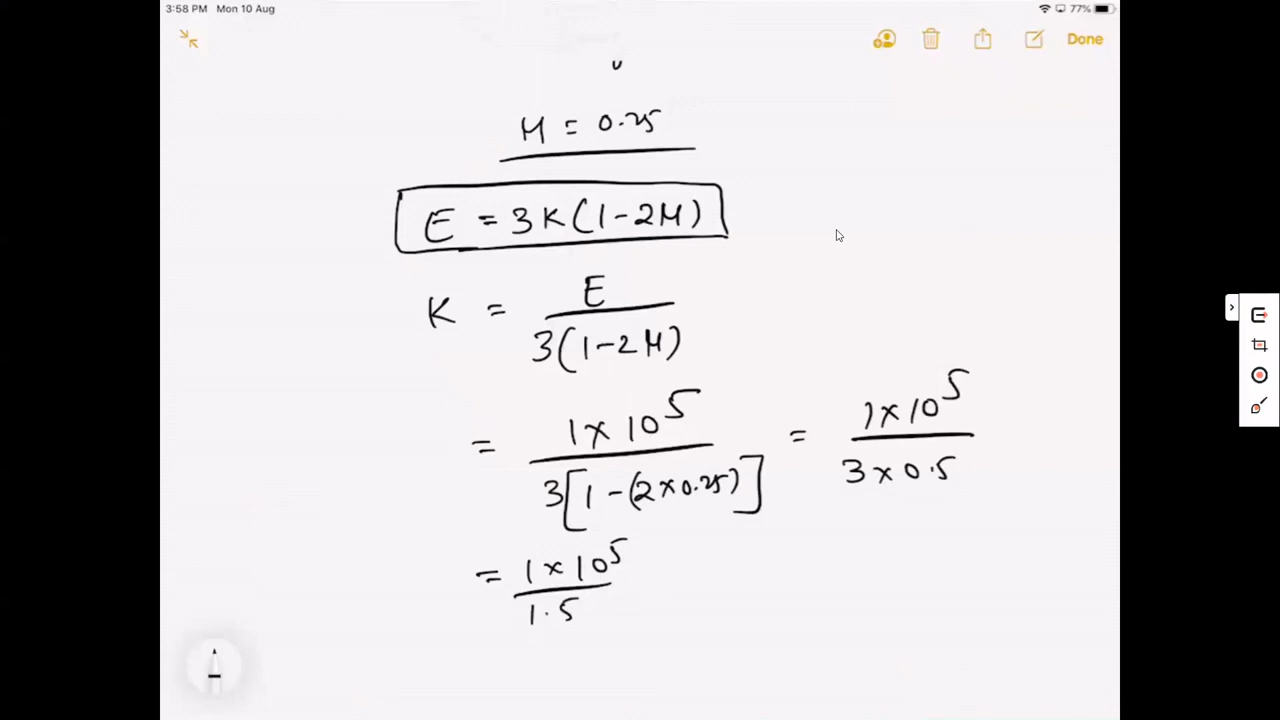 3:58 PM Mon 10 Aug 77%
Done
μ = 0.25
E = 3K(1-2μ)
K = E / 3(1-2μ)
= 1×10^5 / 3[1-(2×0.25)] = 1×10^5 / 3×0.5
= 1×10^5 / 1.5